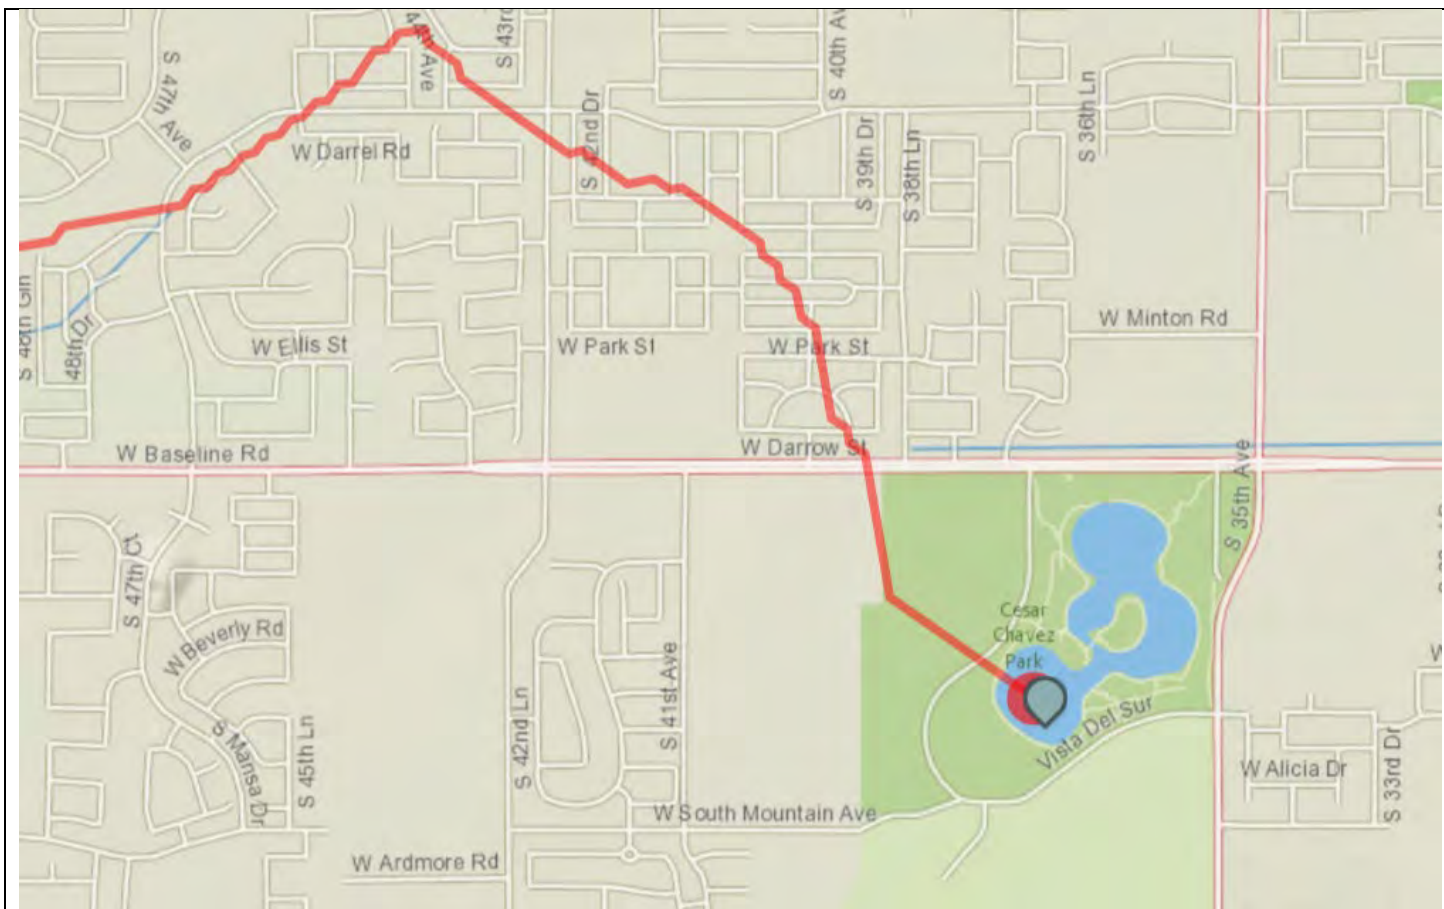 S 47th Ave
44th Ave
S 43rd
S 40th Av
S 42nd Dr
S 39th Dr
S 38th Ln
S 36th Ln
W Darrel Rd
48th Dr
W Ellis St
W Park St
W Park St
W Minton Rd
W Baseline Rd
W Darrow St
S 35th Ave
S 47th Ct
W Beverly Rd
S Mansa Dr
S 45th Ln
S 42nd Ln
S 41st Ave
Cesar
Chavez
Park
Vista Del Sur
W Alicia Dr
S 33rd Dr
W South Mountain Ave
W Ardmore Rd
W